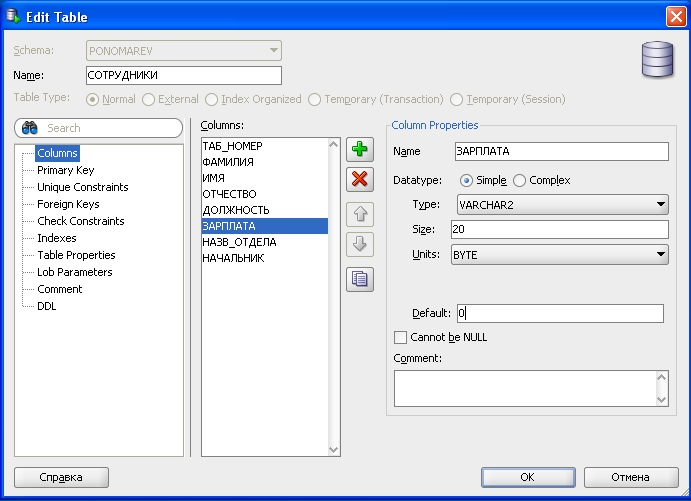 Edit Table
Schema: PONOMAREV
Name: СОТРУДНИКИ
Table Type: Normal External Index Organized Temporary (Transaction) Temporary (Session)
Search
Columns
Primary Key
Unique Constraints
Foreign Keys
Check Constraints
Indexes
Table Properties
Lob Parameters
Comment
DDL
Columns:
ТАБ_НОМЕР
ФАМИЛИЯ
ИМЯ
ОТЧЕСТВО
ДОЛЖНОСТЬ
ЗАРПЛАТА
НАЗВ_ОТДЕЛА
НАЧАЛЬНИК
Column Properties
Name ЗАРПЛАТА
Datatype: Simple Complex
Type: VARCHAR2
Size: 20
Units: BYTE
Default: 0
Cannot be NULL
Comment:
Справка
OK
Отмена